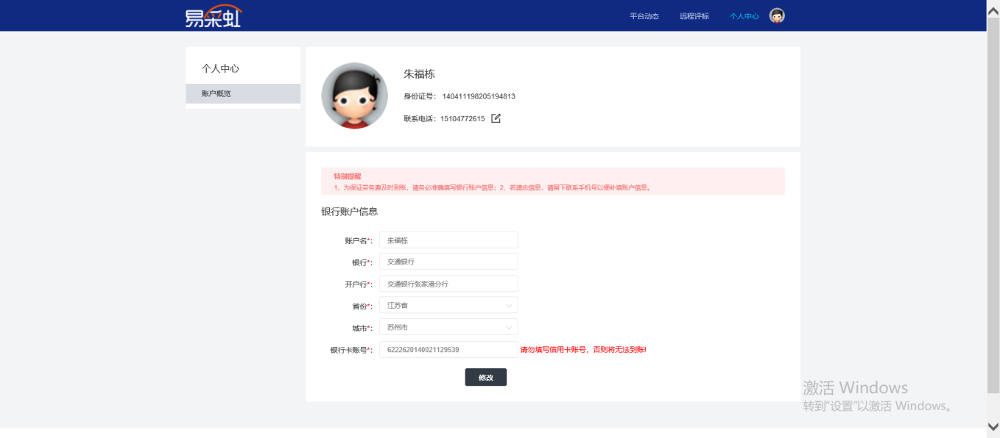 易采虹
平台动态 远程评标 个人中心
个人中心
账户概览
朱福栋
身份证号： 140411198205194813
联系电话：15104772615
特别提醒
1、为保证劳务费及时到账，请务必准确填写银行账户信息；2、若遗忘信息，请留下联系手机号以便补填账户信息。
银行账户信息
账户名*： 朱福栋
银行*： 交通银行
开户行*： 交通银行张家港分行
省份*： 江苏省
城市*： 苏州市
银行卡账号*： 6222620140021129539 请勿填写信用卡账号，否则将无法到账!
修改
激活 Windows
转到"设置"以激活 Windows。